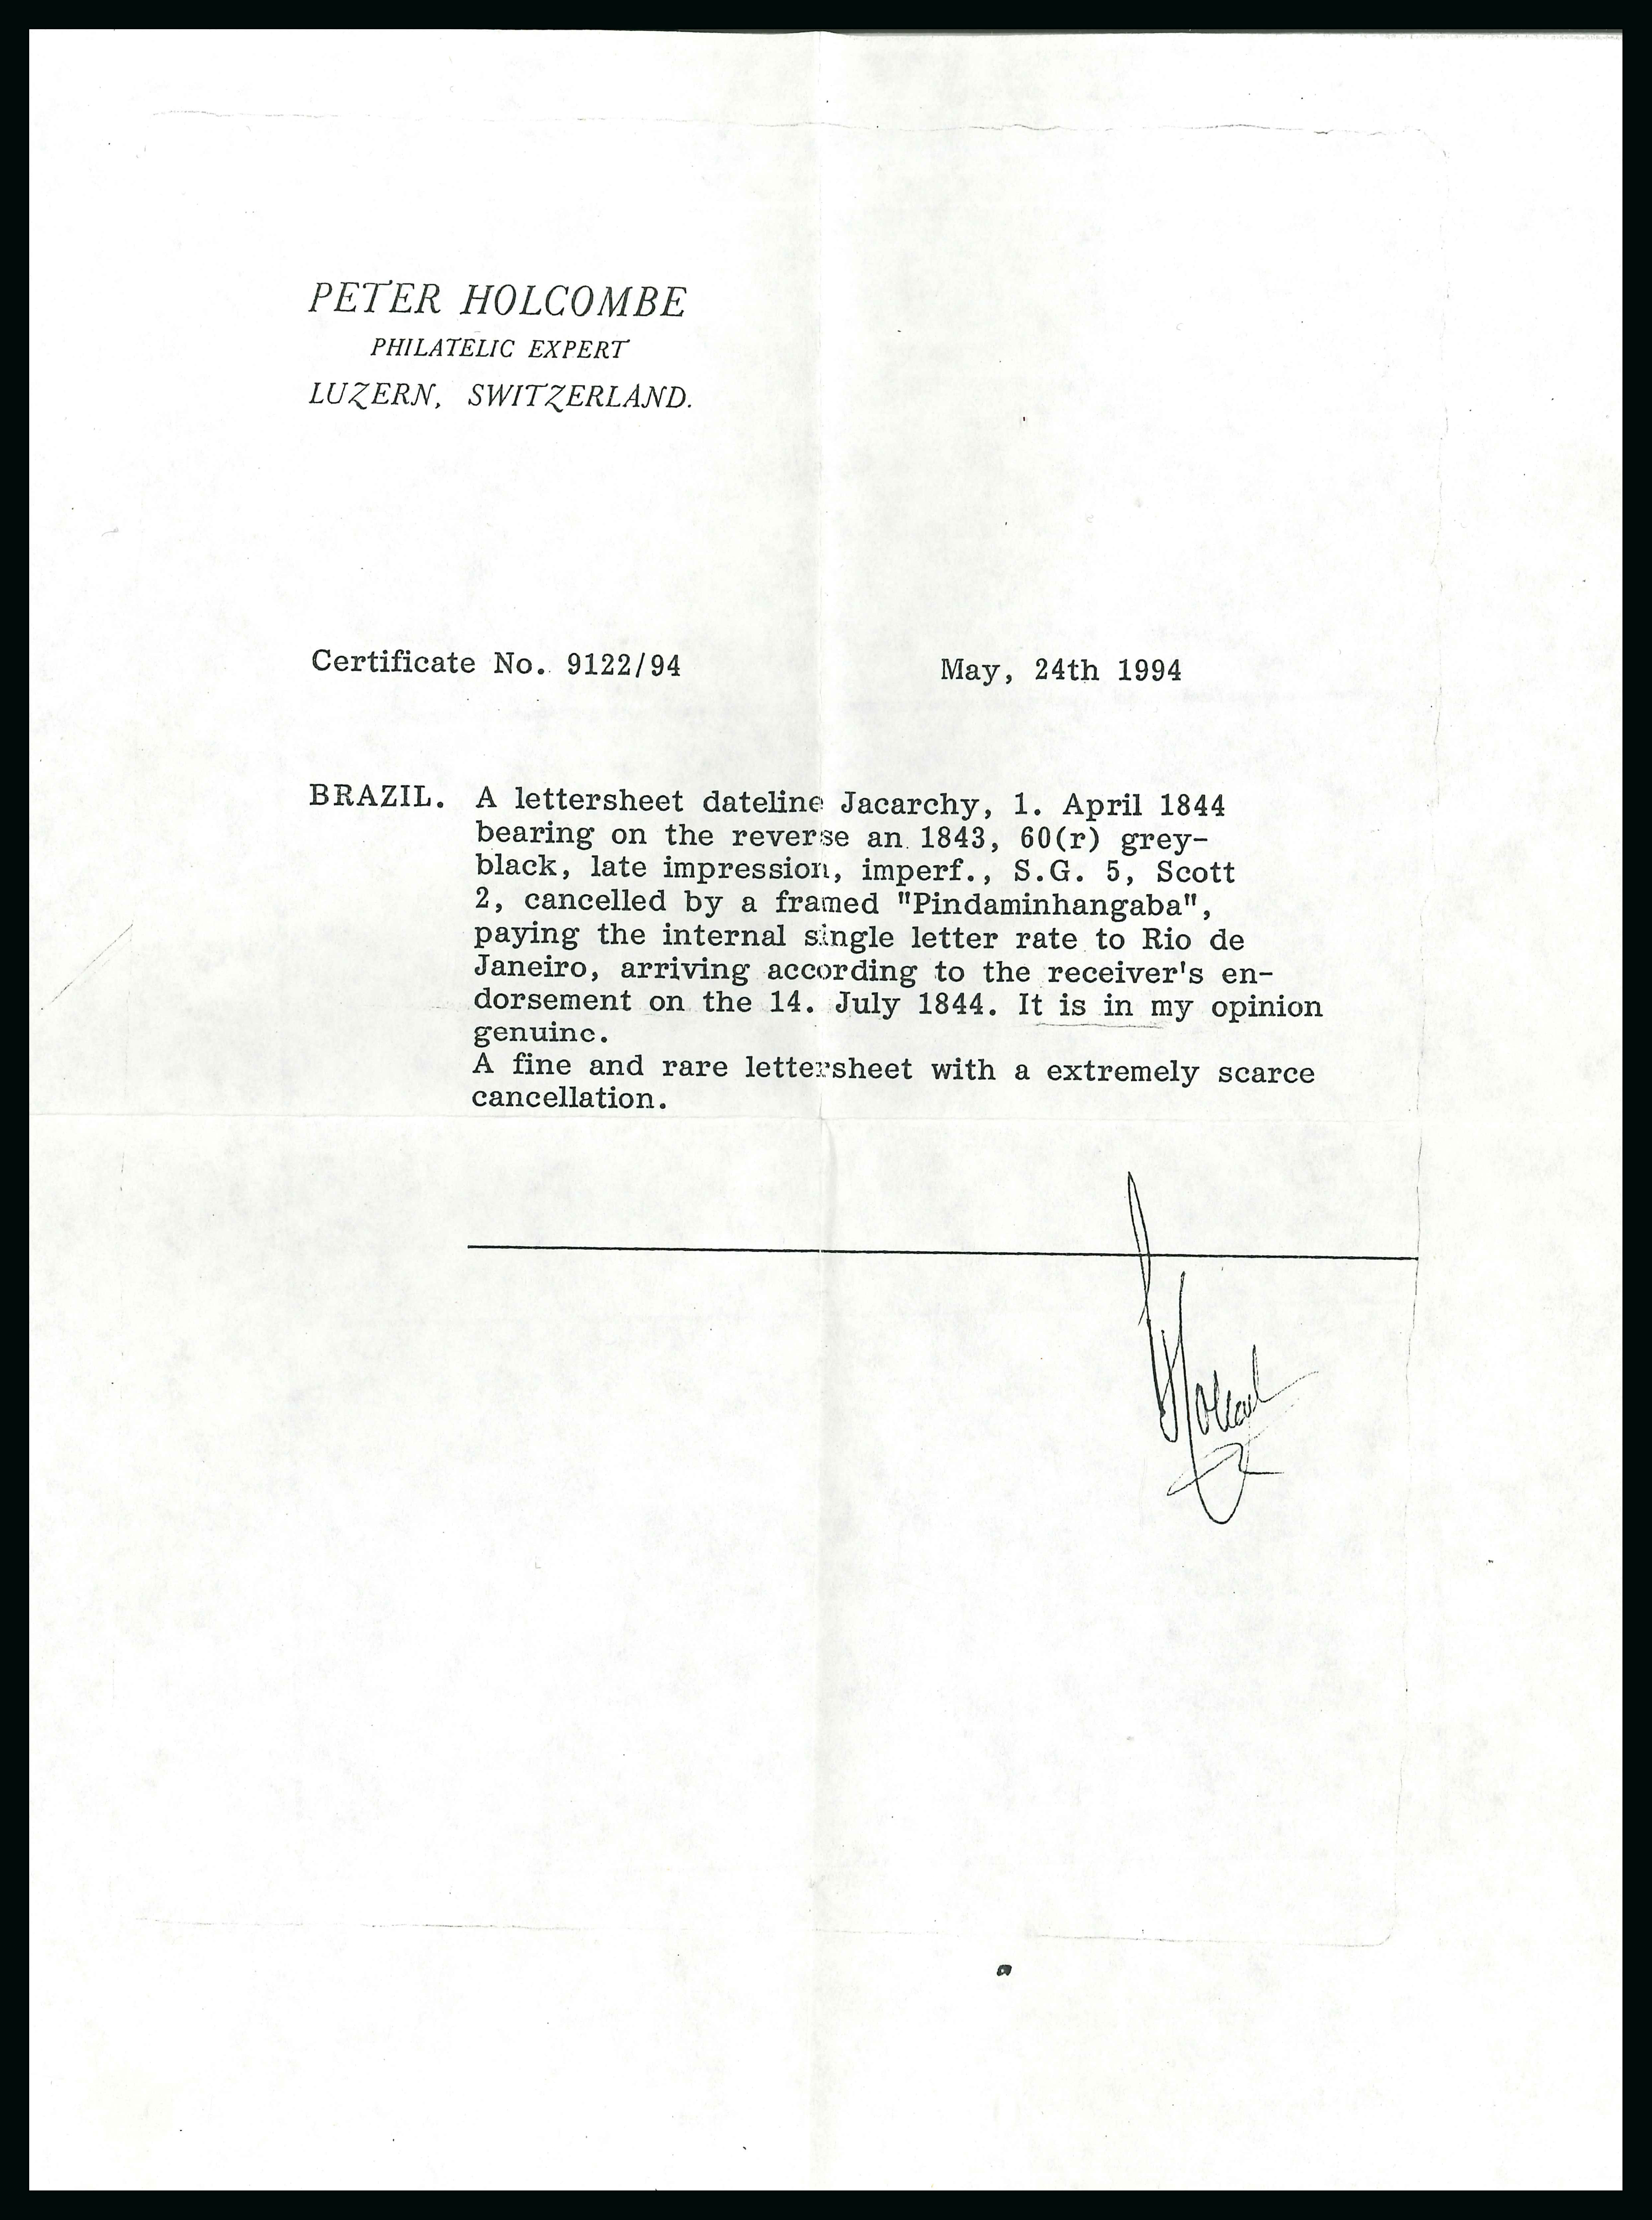 PETER HOLCOMBE
PHILATELIC EXPERT
LUZERN, SWITZERLAND.
Certificate No. 9122/94 May, 24th 1994
BRAZIL. A lettersheet dateline Jacarchy, 1. April 1844
bearing on the reverse an 1843, 60(r) grey-
black, late impression, imperf., S.G. 5, Scott
2, cancelled by a framed "Pindaminhangaba",
paying the internal single letter rate to Rio de
Janeiro, arriving according to the receiver's en-
dorsement on the 14. July 1844. It is in my opinion
genuine.
A fine and rare lettersheet with a extremely scarce
cancellation.